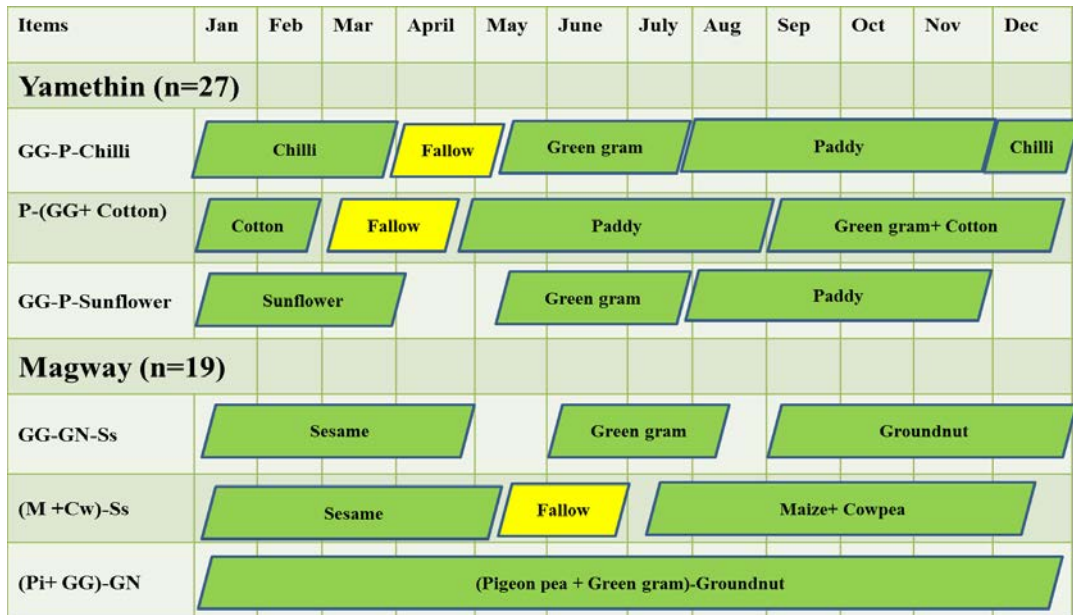 Items Jan Feb Mar April May June July Aug Sep Oct Nov Dec
Yamethin (n=27)
GG-P-Chilli Chilli Fallow Green gram Paddy Chilli
P-(GG+ Cotton) Cotton Fallow Paddy Green gram+ Cotton
GG-P-Sunflower Sunflower Green gram Paddy
Magway (n=19)
GG-GN-Ss Sesame Green gram Groundnut
(M +Cw)-Ss Sesame Fallow Maize+ Cowpea
(Pi+ GG)-GN (Pigeon pea + Green gram)-Groundnut